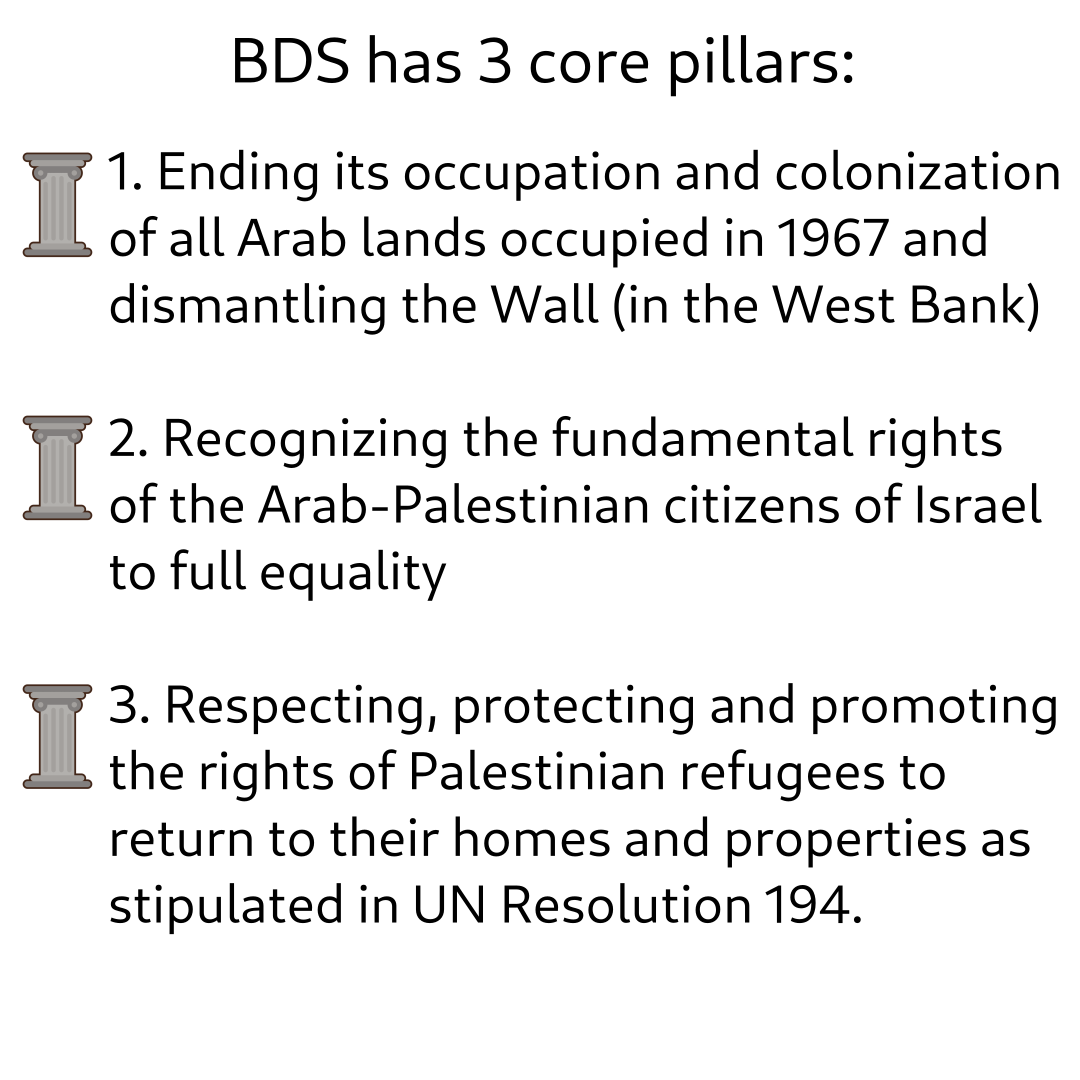 BDS has 3 core pillars:
1. Ending its occupation and colonization
of all Arab lands occupied in 1967 and
dismantling the Wall (in the West Bank)
2. Recognizing the fundamental rights
of the Arab-Palestinian citizens of Israel
to full equality
3. Respecting, protecting and promoting
the rights of Palestinian refugees to
return to their homes and properties as
stipulated in UN Resolution 194.